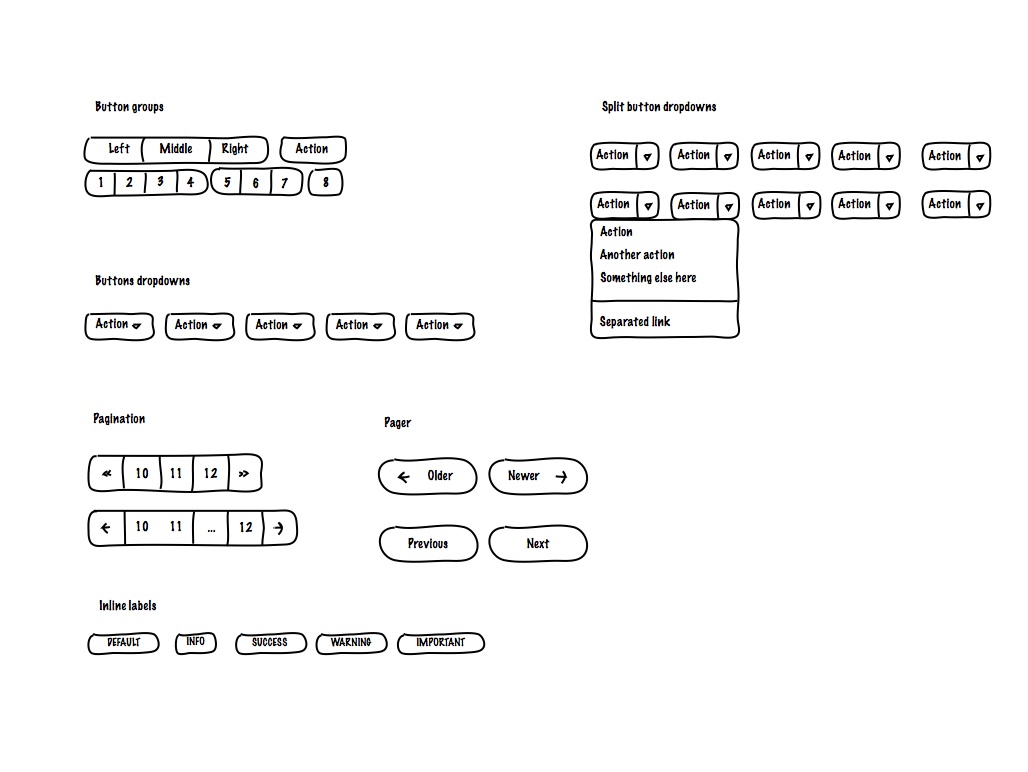 Button groups
Left Middle Right Action
1 2 3 4 5 6 7 8
Split button dropdowns
Action Action Action Action Action
Action Action Action Action Action
Action
Another action
Something else here
Separated link
Buttons dropdowns
Action Action Action Action Action
Pagination
« 10 11 12 »
← 10 11 ... 12 →
Pager
← Older Newer →
Previous Next
Inline labels
DEFAULT INFO SUCCESS WARNING IMPORTANT